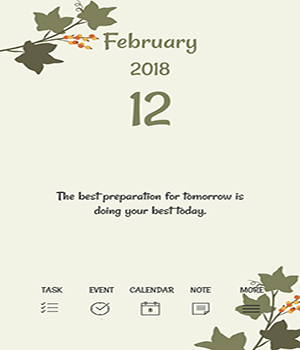 February
2018
12
The best preparation for tomorrow is
doing your best today.
TASK EVENT CALENDAR NOTE MORE